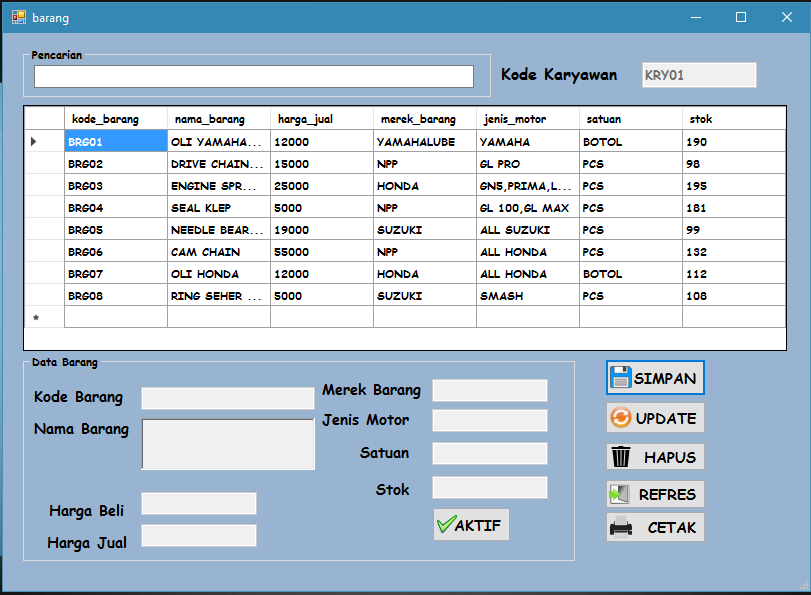 barang
Pencarian
Kode Karyawan KRY01
kode_barang nama_barang harga_jual merek_barang jenis_motor satuan stok
BRG01 OLI YAMAHA... 12000 YAMAHALUBE YAMAHA BOTOL 190
BRG02 DRIVE CHAIN... 15000 NPP GL PRO PCS 98
BRG03 ENGINE SPR... 25000 HONDA GN5,PRIMA,L... PCS 195
BRG04 SEAL KLEP 5000 NPP GL 100,GL MAX PCS 181
BRG05 NEEDLE BEAR... 19000 SUZUKI ALL SUZUKI PCS 99
BRG06 CAM CHAIN 55000 NPP ALL HONDA PCS 132
BRG07 OLI HONDA 12000 HONDA ALL HONDA BOTOL 112
BRG08 RING SEHER ... 5000 SUZUKI SMASH PCS 108
*
Data Barang
Kode Barang
Nama Barang
Harga Beli
Harga Jual
Merek Barang
Jenis Motor
Satuan
Stok
AKTIF
SIMPAN
UPDATE
HAPUS
REFRES
CETAK